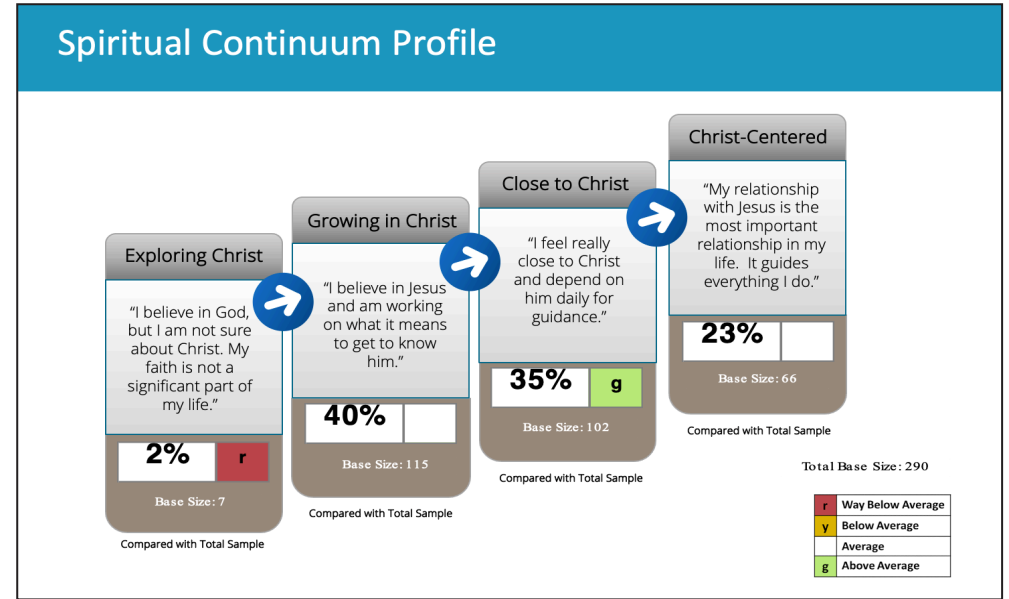 Spiritual Continuum Profile
Exploring Christ
“I believe in God,
but I am not sure
about Christ. My
faith is not a
significant part of
my life.”
2%
r
Base Size: 7
Compared with Total Sample
Growing in Christ
“I believe in Jesus
and am working
on what it means
to get to know
him.”
40%
Base Size: 115
Compared with Total Sample
Close to Christ
“I feel really
close to Christ
and depend on
him daily for
guidance.”
35%
g
Base Size: 102
Compared with Total Sample
Christ-Centered
“My relationship
with Jesus is the
most important
relationship in my
life. It guides
everything I do.”
23%
Base Size: 66
Compared with Total Sample
Total Base Size: 290
r Way Below Average
y Below Average
Average
g Above Average